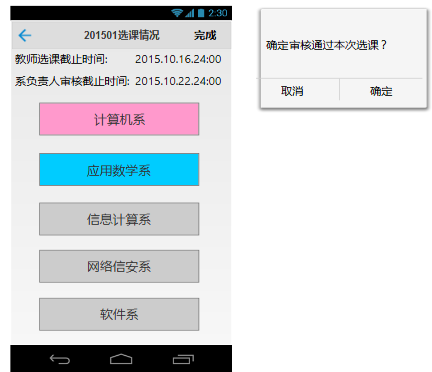 2:30
201501选课情况 完成
教师选课截止时间: 2015.10.16.24:00
系负责人审核截止时间: 2015.10.22.24:00
计算机系
应用数学系
信息计算系
网络信安系
软件系
确定审核通过本次选课？
取消 确定